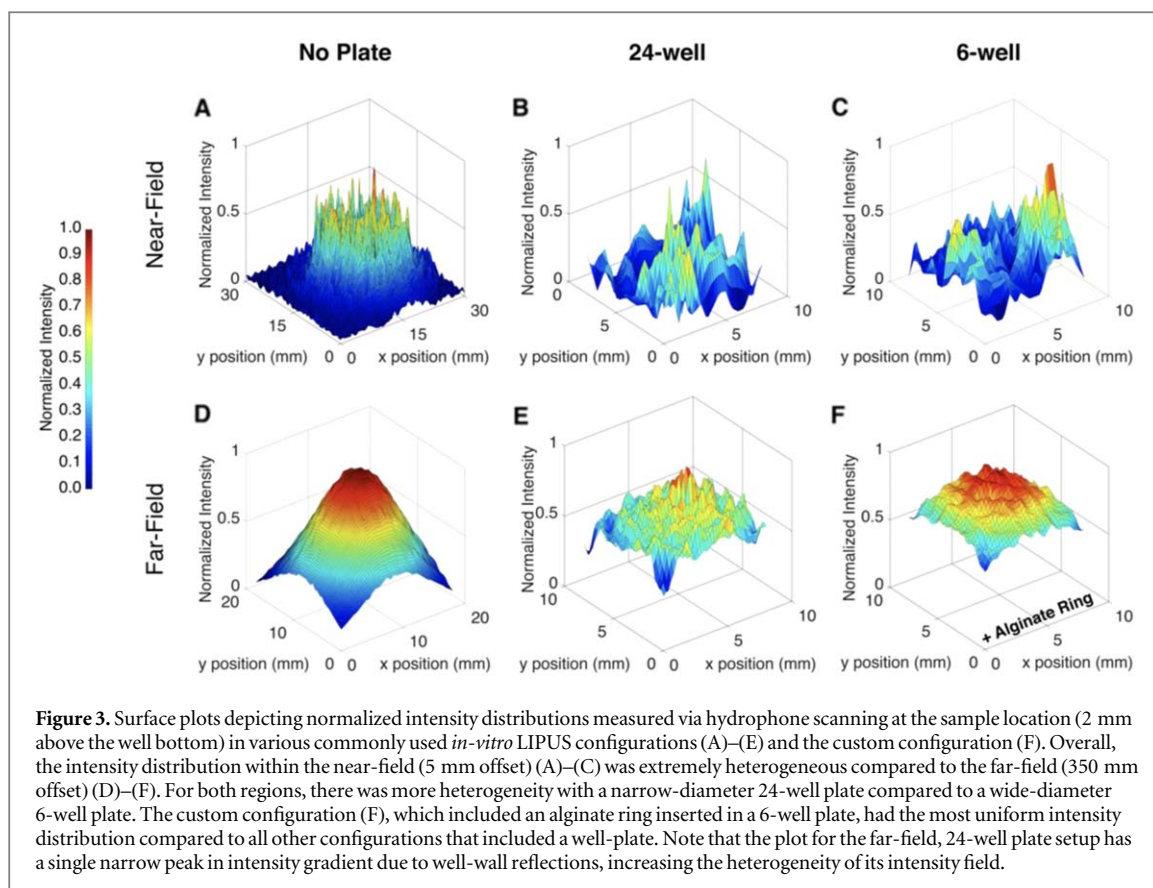 No Plate
24-well
6-well
Near-Field
A
Normalized Intensity
1
0.5
0
30
15
0
y position (mm)
0
15
30
x position (mm)
B
Normalized Intensity
1
0.5
0
0
5
0
y position (mm)
0
5
10
x position (mm)
C
Normalized Intensity
1
0.5
0
10
5
0
y position (mm)
0
5
10
x position (mm)
Normalized Intensity
1.0
0.9
0.8
0.7
0.6
0.5
0.4
0.3
0.2
0.1
0.0
Far-Field
D
Normalized Intensity
1
0.5
0
20
10
0
y position (mm)
0
10
20
x position (mm)
E
Normalized Intensity
1
0.5
0
10
5
0
y position (mm)
0
5
10
x position (mm)
F
Normalized Intensity
1
0.5
0
10
5
0
y position (mm)
0
5
10
x position (mm)
+ Alginate Ring
Figure 3. Surface plots depicting normalized intensity distributions measured via hydrophone scanning at the sample location (2 mm
above the well bottom) in various commonly used in-vitro LIPUS configurations (A)–(E) and the custom configuration (F). Overall,
the intensity distribution within the near-field (5 mm offset) (A)–(C) was extremely heterogeneous compared to the far-field (350 mm
offset) (D)–(F). For both regions, there was more heterogeneity with a narrow-diameter 24-well plate compared to a wide-diameter
6-well plate. The custom configuration (F), which included an alginate ring inserted in a 6-well plate, had the most uniform intensity
distribution compared to all other configurations that included a well-plate. Note that the plot for the far-field, 24-well plate setup has
a single narrow peak in intensity gradient due to well-wall reflections, increasing the heterogeneity of its intensity field.